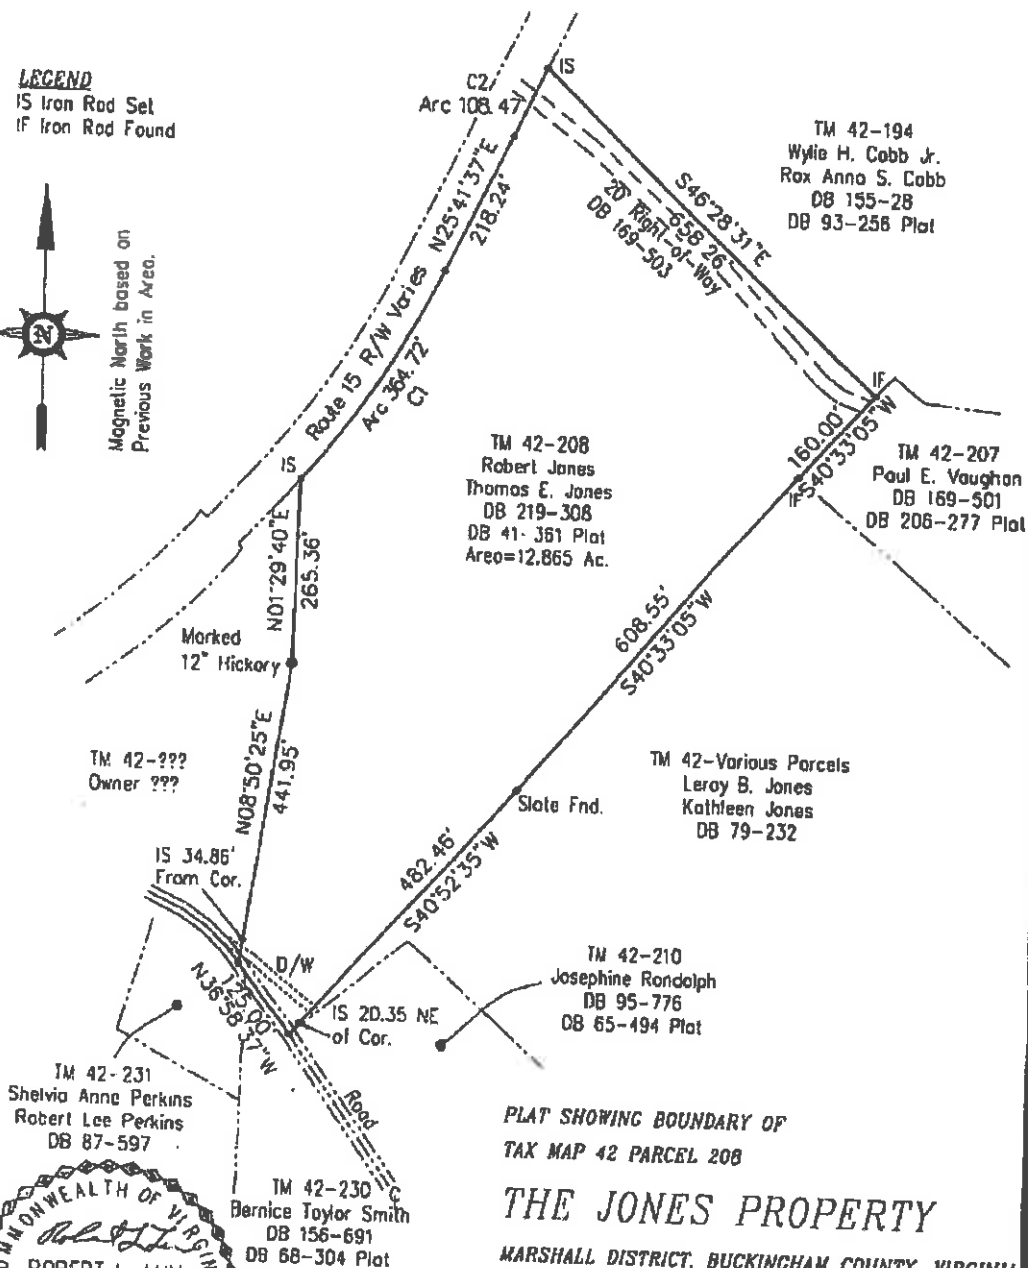 LEGEND
IS Iron Rod Set
IF Iron Rod Found
Magnetic North based on
Previous Work in Area.
N
C2
Arc 108.47
IS
N25°41'37"E
218.24'
Route 15 R/W Varies
Arc 364.72'
C1
S46°28'31"E
658.26
20' Right-of-Way
DB 169-503
TM 42-194
Wylie H. Cobb Jr.
Rox Anna S. Cobb
DB 155-28
DB 93-256 Plat
IF
160.00'
S40°33'05"W
IF
TM 42-207
Paul E. Vaughan
DB 169-501
DB 206-277 Plat
TM 42-208
Robert Jones
Thomas E. Jones
DB 219-308
DB 41-361 Plat
Area=12.865 Ac.
IS
N01°29'40"E
265.36'
Marked
12" Hickory
608.55'
S40°33'05"W
N08°50'25"E
441.95'
TM 42-???
Owner ???
TM 42-Various Parcels
Leroy B. Jones
Kathleen Jones
DB 79-232
Slate Fnd.
482.46'
S40°52'35"W
IS 34.86'
From Cor.
D/W
125.00'
N36°58'37"W
IS 20.35 NE
of Cor.
TM 42-210
Josephine Randolph
DB 95-776
DB 65-494 Plat
TM 42-231
Shelvia Anne Perkins
Robert Lee Perkins
DB 87-597
Road
TM 42-230
Bernice Taylor Smith
DB 156-691
DB 68-304 Plat
PLAT SHOWING BOUNDARY OF
TAX MAP 42 PARCEL 208
THE JONES PROPERTY
MARSHALL DISTRICT, BUCKINGHAM COUNTY, VIRGINIA
COMMONWEALTH OF VIRGINIA
ROBERT L.